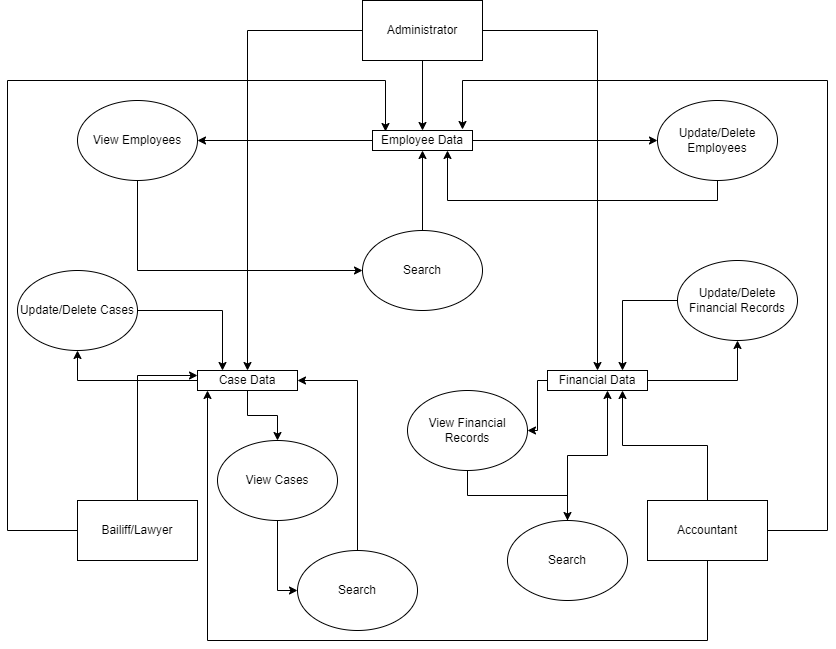 Administrator
View Employees
Employee Data
Update/Delete
Employees
Search
Update/Delete Cases
Update/Delete
Financial Records
Case Data
Financial Data
View Financial
Records
View Cases
Bailiff/Lawyer
Accountant
Search
Search